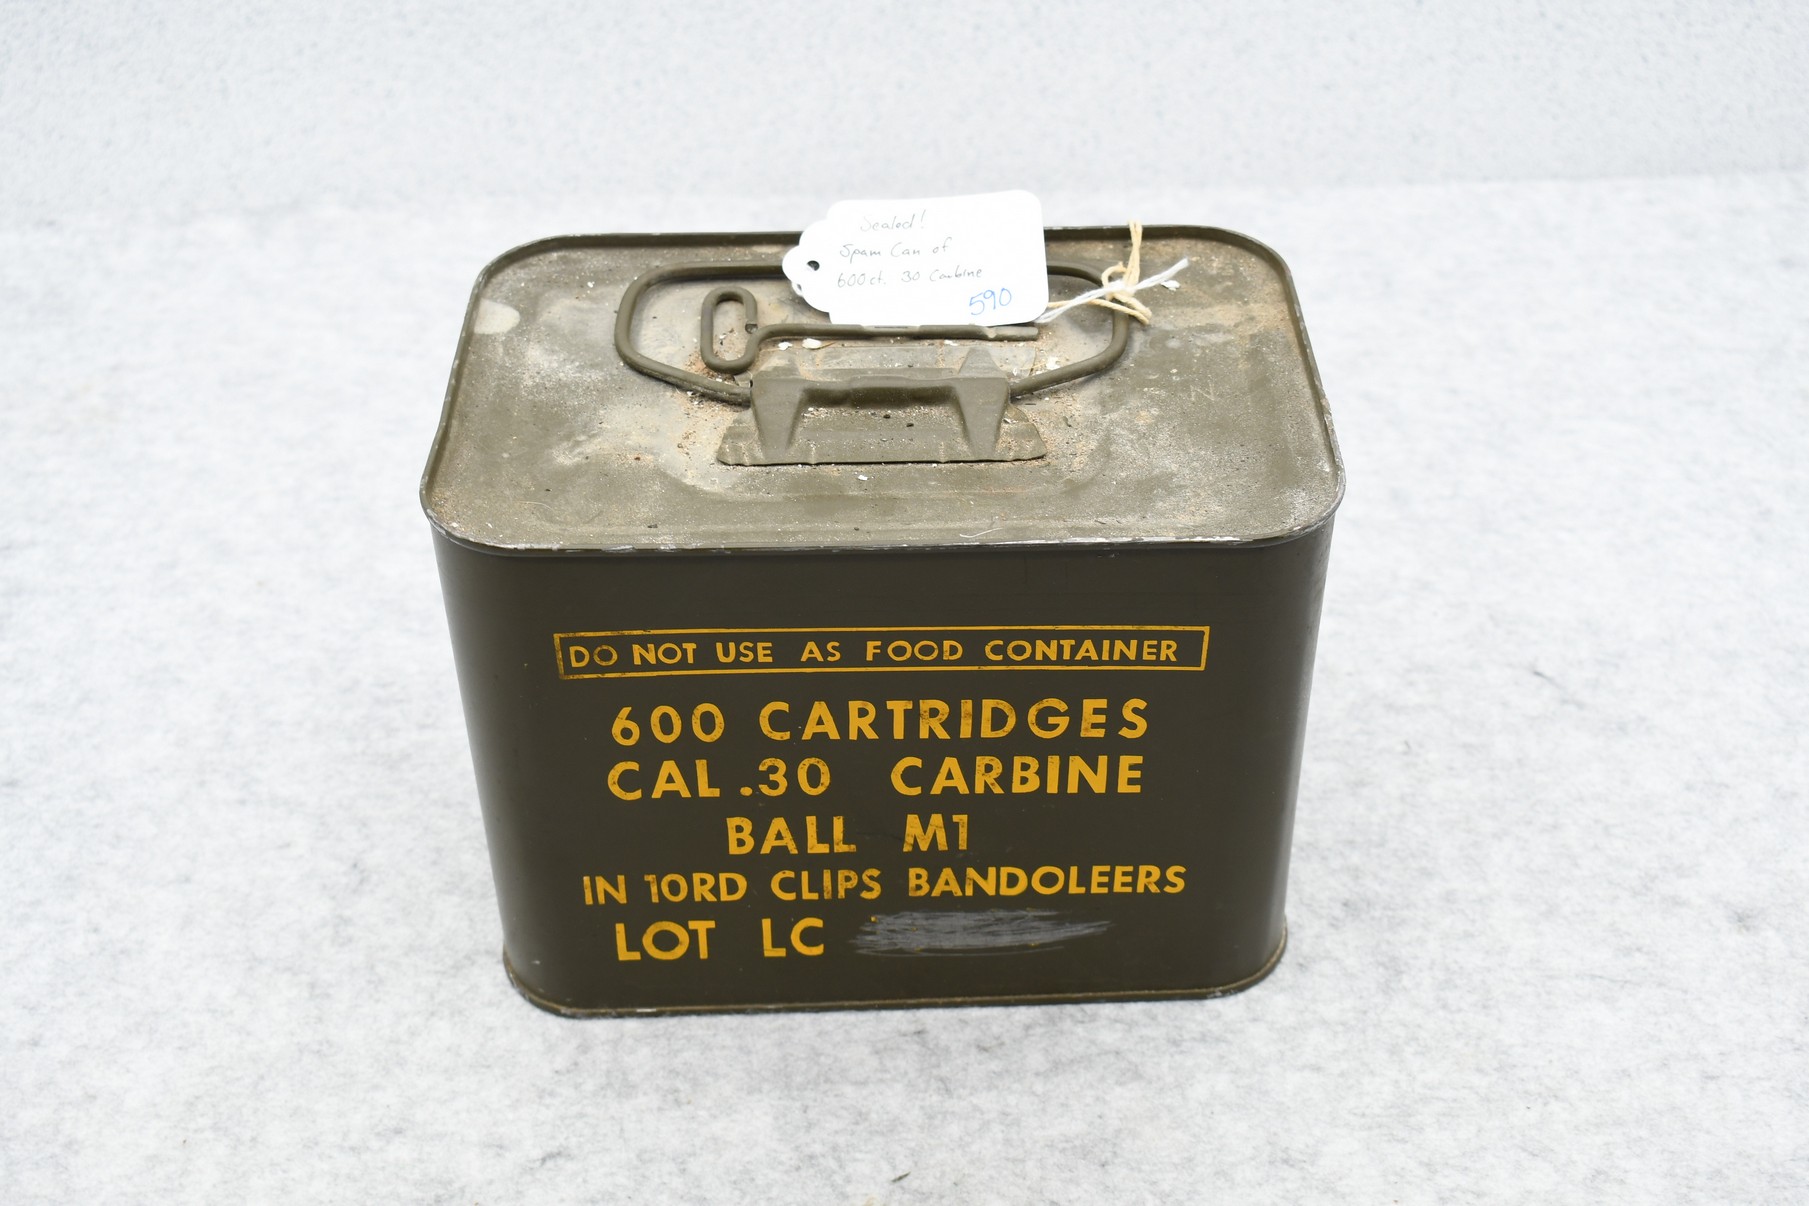 Sealed!
Spam Can of
600ct. 30 Carbine
590
DO NOT USE AS FOOD CONTAINER
600 CARTRIDGES
CAL .30 CARBINE
BALL M1
IN 10RD CLIPS BANDOLEERS
LOT LC